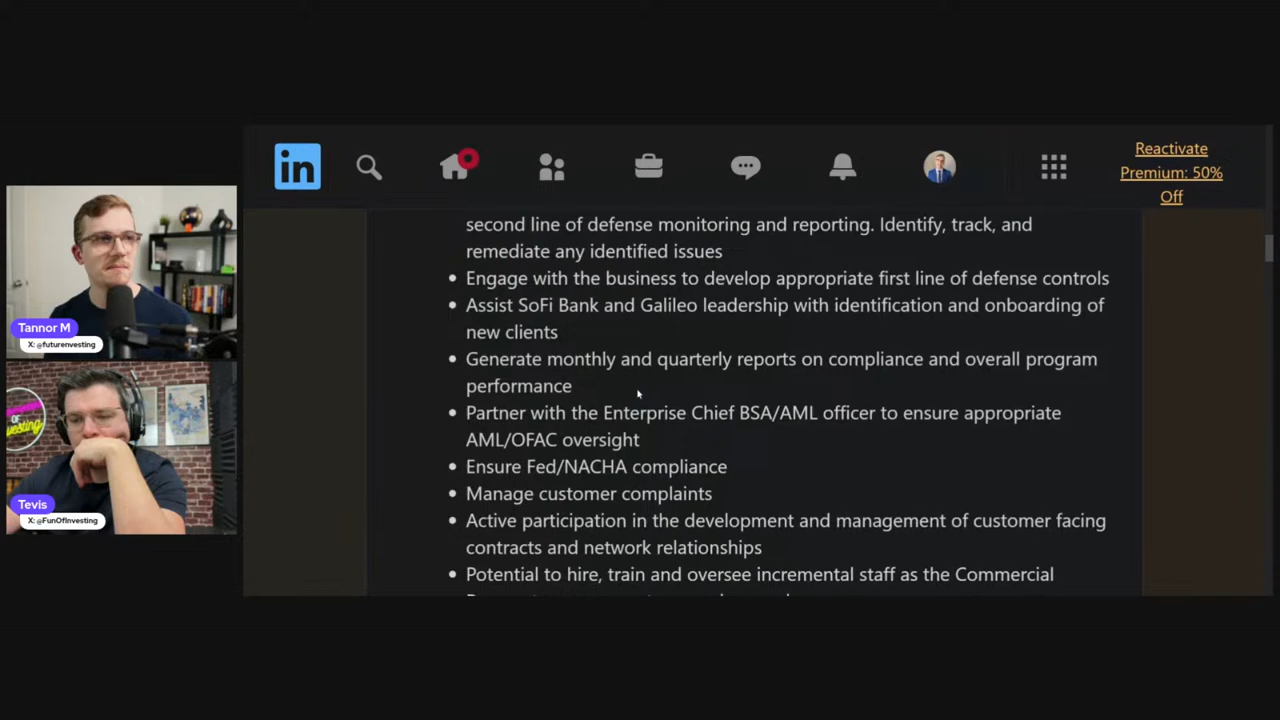 in
Reactivate
Premium: 50%
Off
second line of defense monitoring and reporting. Identify, track, and
remediate any identified issues
Engage with the business to develop appropriate first line of defense controls
Assist SoFi Bank and Galileo leadership with identification and onboarding of
new clients
Generate monthly and quarterly reports on compliance and overall program
performance
Partner with the Enterprise Chief BSA/AML officer to ensure appropriate
AML/OFAC oversight
Ensure Fed/NACHA compliance
Manage customer complaints
Active participation in the development and management of customer facing
contracts and network relationships
Potential to hire, train and oversee incremental staff as the Commercial
Tannor M
X: @futurenvesting
OF
Tevis
X: @FunOfInvesting